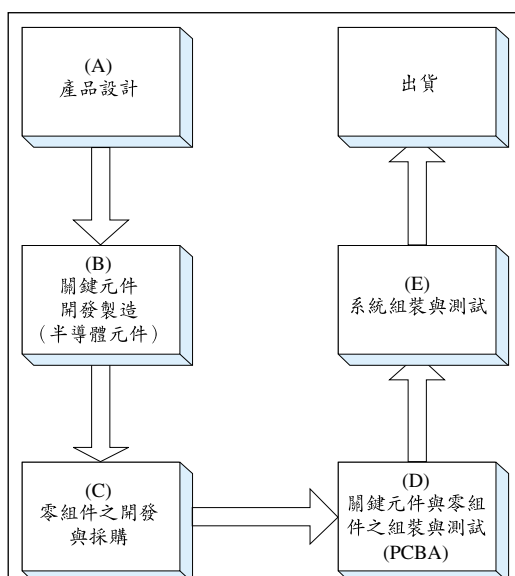 (A)
產品設計
(B)
關鍵元件
開發製造
（半導體元件）
(C)
零組件之開發
與採購
(D)
關鍵元件與零組
件之組裝與測試
(PCBA)
(E)
系統組裝與測試
出貨